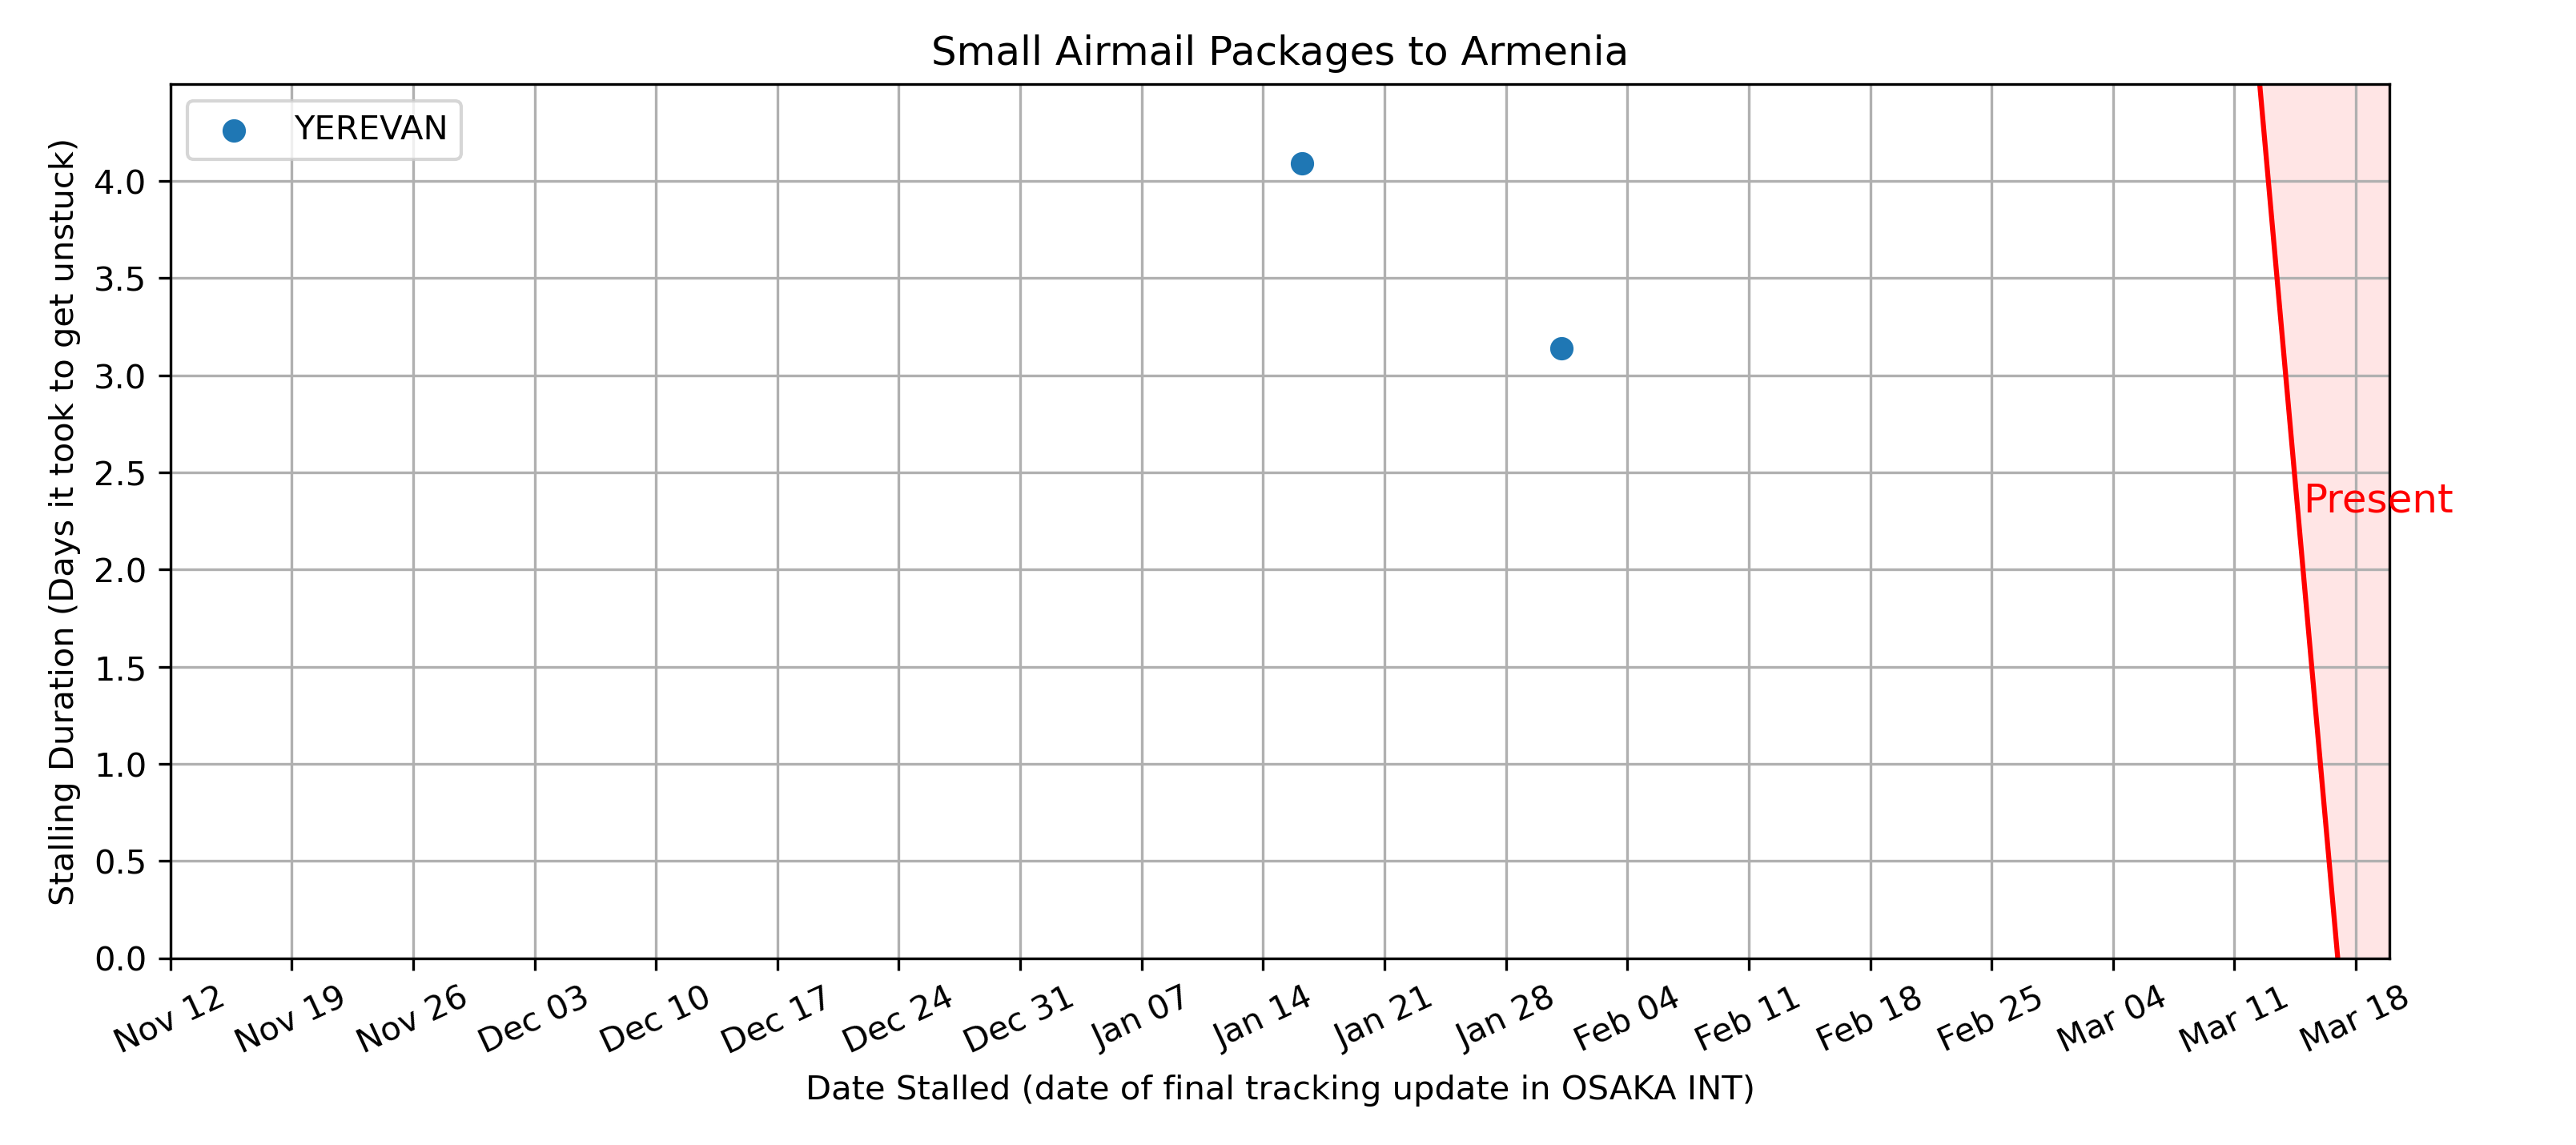 Small Airmail Packages to Armenia
YEREVAN
Stalling Duration (Days it took to get unstuck)
4.0
3.5
3.0
2.5
2.0
1.5
1.0
0.5
0.0
Present
Nov 12 Nov 19 Nov 26 Dec 03 Dec 10 Dec 17 Dec 24 Dec 31 Jan 07 Jan 14 Jan 21 Jan 28 Feb 04 Feb 11 Feb 18 Feb 25 Mar 04 Mar 11 Mar 18
Date Stalled (date of final tracking update in OSAKA INT)